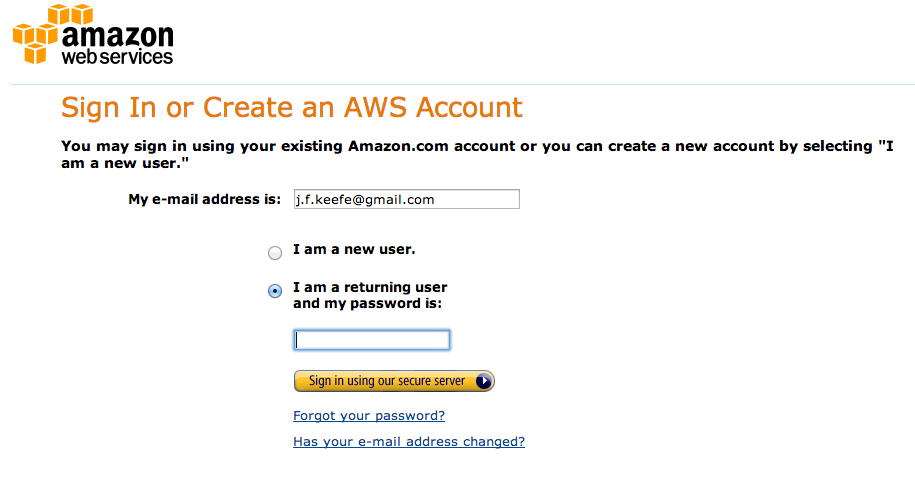 amazon
webservices
Sign In or Create an AWS Account
You may sign in using your existing Amazon.com account or you can create a new account by selecting "I
am a new user."
My e-mail address is: j.f.keefe@gmail.com
I am a new user.
I am a returning user
and my password is:
Sign in using our secure server
Forgot your password?
Has your e-mail address changed?